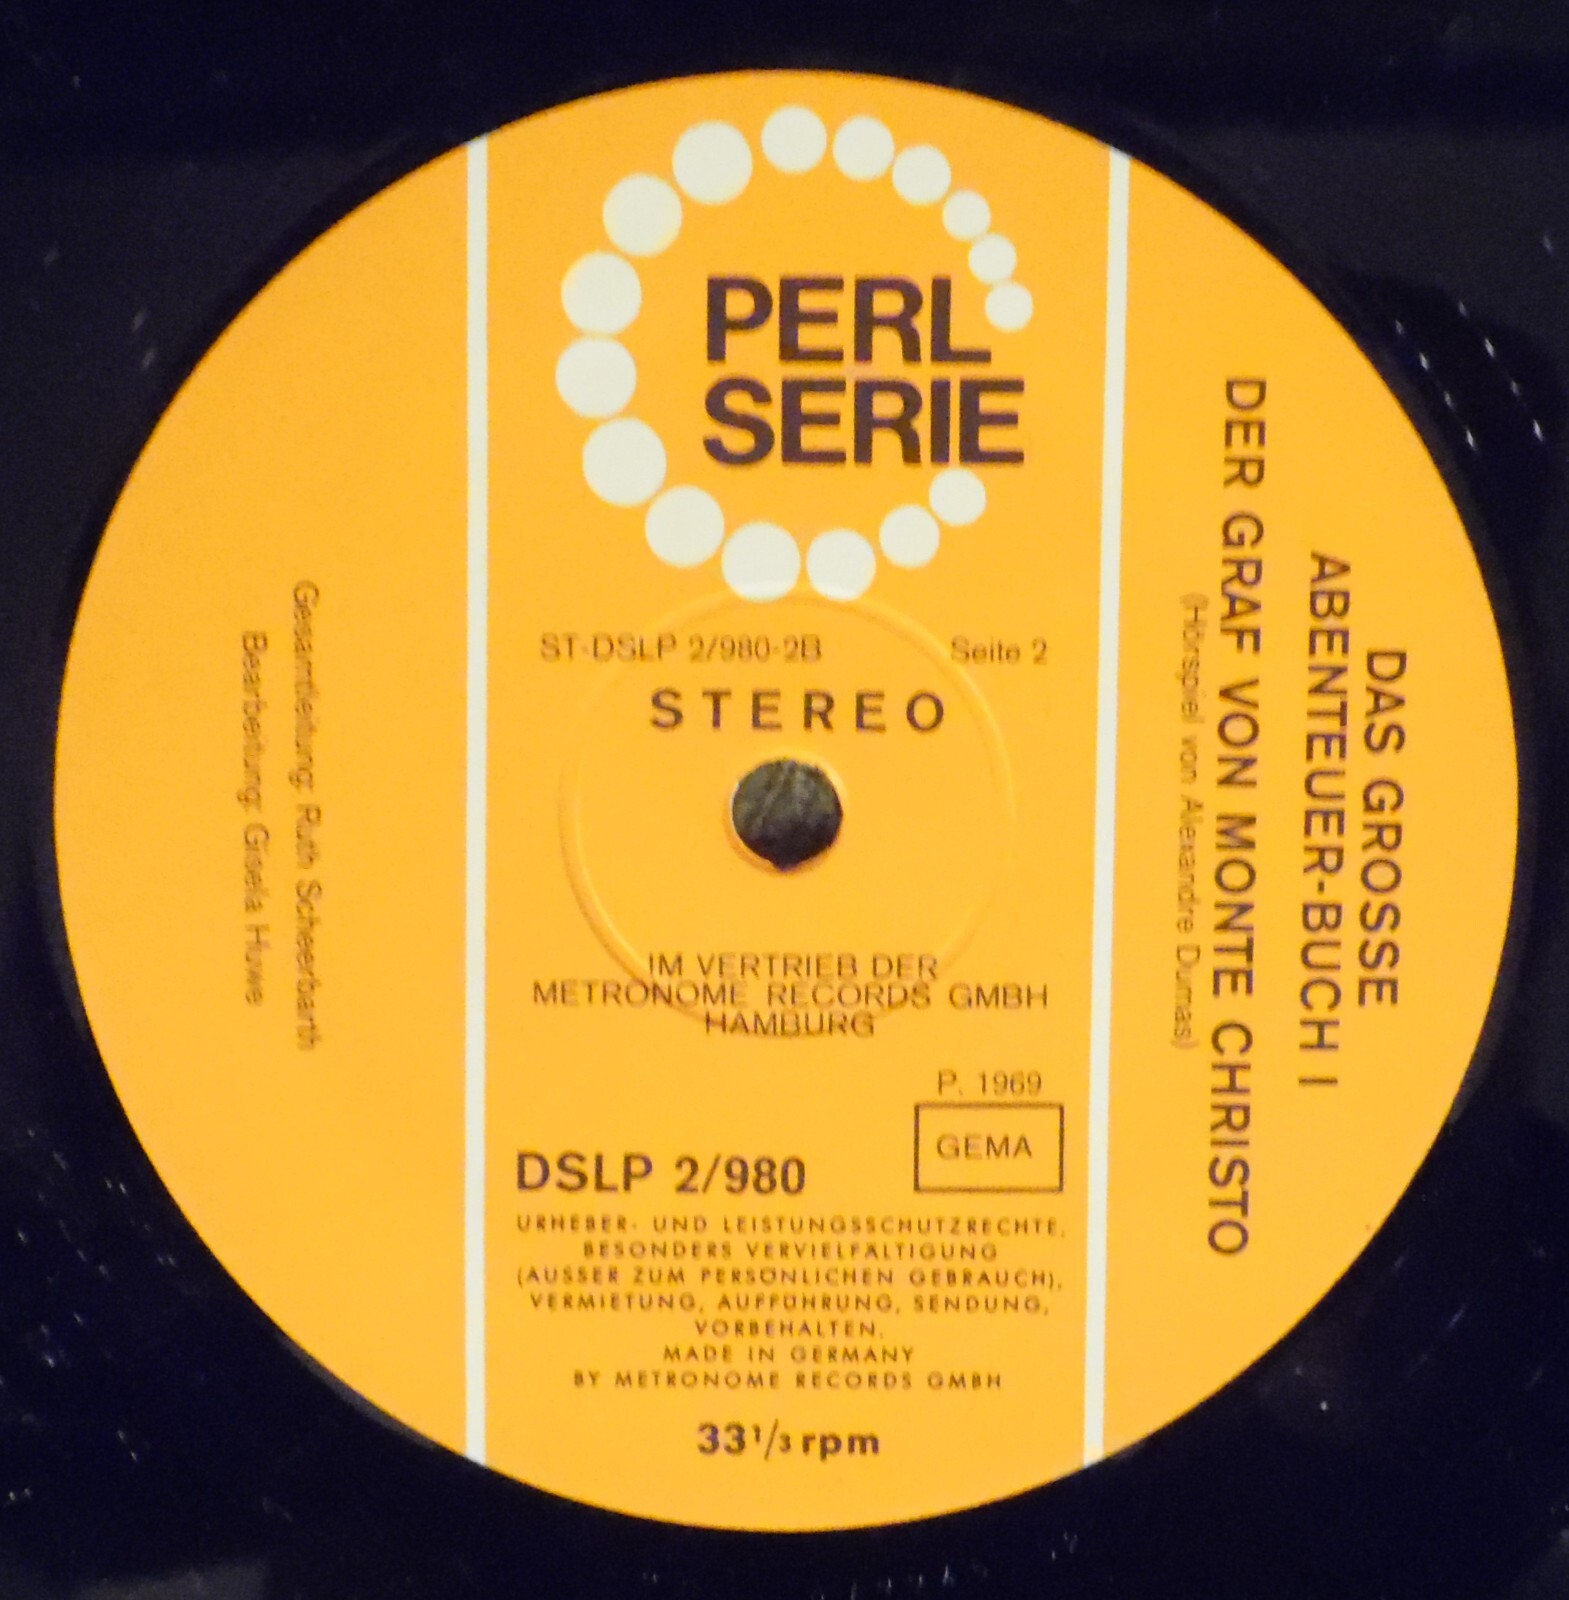 PERL
SERIE
ST-DSLP 2/980-2B
Seite 2
STEREO
IM VERTRIEB DER
METRONOME RECORDS GMBH
HAMBURG
P. 1969
GEMA
DSLP 2/980
URHEBER- UND LEISTUNGSSCHUTZRECHTE,
BESONDERS VERVIELFÄLTIGUNG
(AUSSER ZUM PERSÖNLICHEN GEBRAUCH),
VERMIETUNG, AUFFÜHRUNG, SENDUNG,
VORBEHALTEN.
MADE IN GERMANY
BY METRONOME RECORDS GMBH
33 1/3 rpm
DAS GROSSE
ABENTEUER-BUCH I
DER GRAF VON MONTE CHRISTO
(Hörspiel von Alexandre Dumas)
Gesamtleitung: Ruth Scheerbarth
Bearbeitung: Gisela Huwe